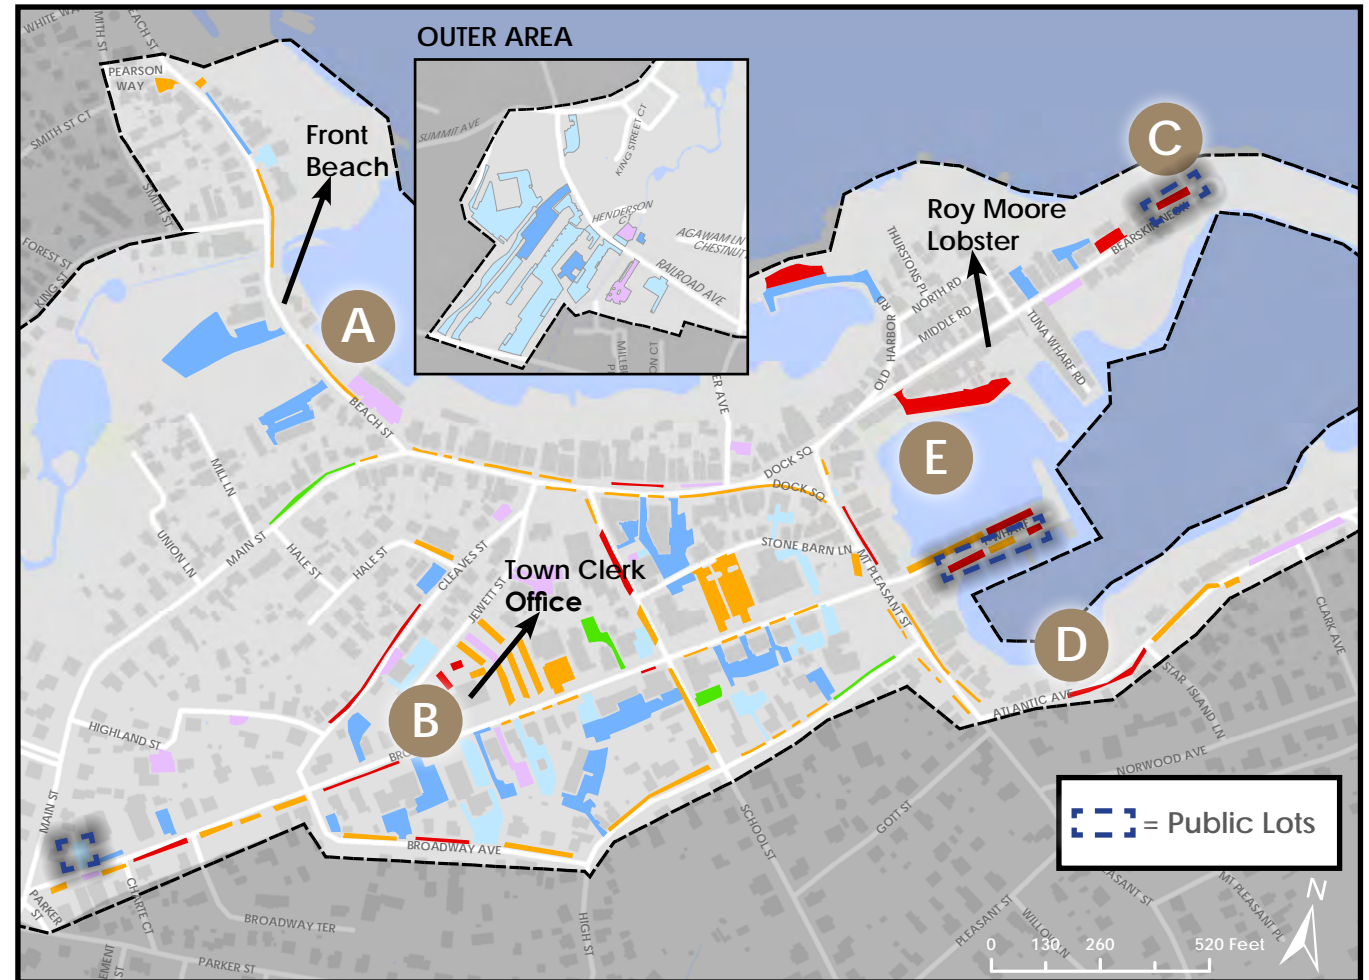 OUTER AREA
SUMMIT AVE
KING STREET CT
HENDERSON
AGAWAM LN
CHESTNUT
RAILROAD AVE
PEARSON
WAY
SMITH ST CT
SMITH ST
FOREST ST
KING ST
Front
Beach
A
BEACH ST
MILL LN
UNION LN
MAIN ST
HALE ST
HALE ST
CLEAVES ST
JEWETT ST
Town Clerk
Office
B
HIGHLAND ST
MAIN ST
PARKER
ST
BROADWAY AVE
BROADWAY TER
PARKER ST
HIGH ST
SCHOOL ST
GOTT ST
DOCK SQ
DOCK SQ
STONE BARN LN
MT PLEASANT ST
C
Roy Moore
Lobster
THURSTONS PL
NORTH RD
MIDDLE RD
OLD HARBOR
RD
TUNA WHARF RD
E
D
ATLANTIC AVE
STAR ISLAND LN
CLARK AVE
NORWOOD AVE
= Public Lots
PLEASANT ST
MT PLEASANT PL
N
0 130 260 520 Feet